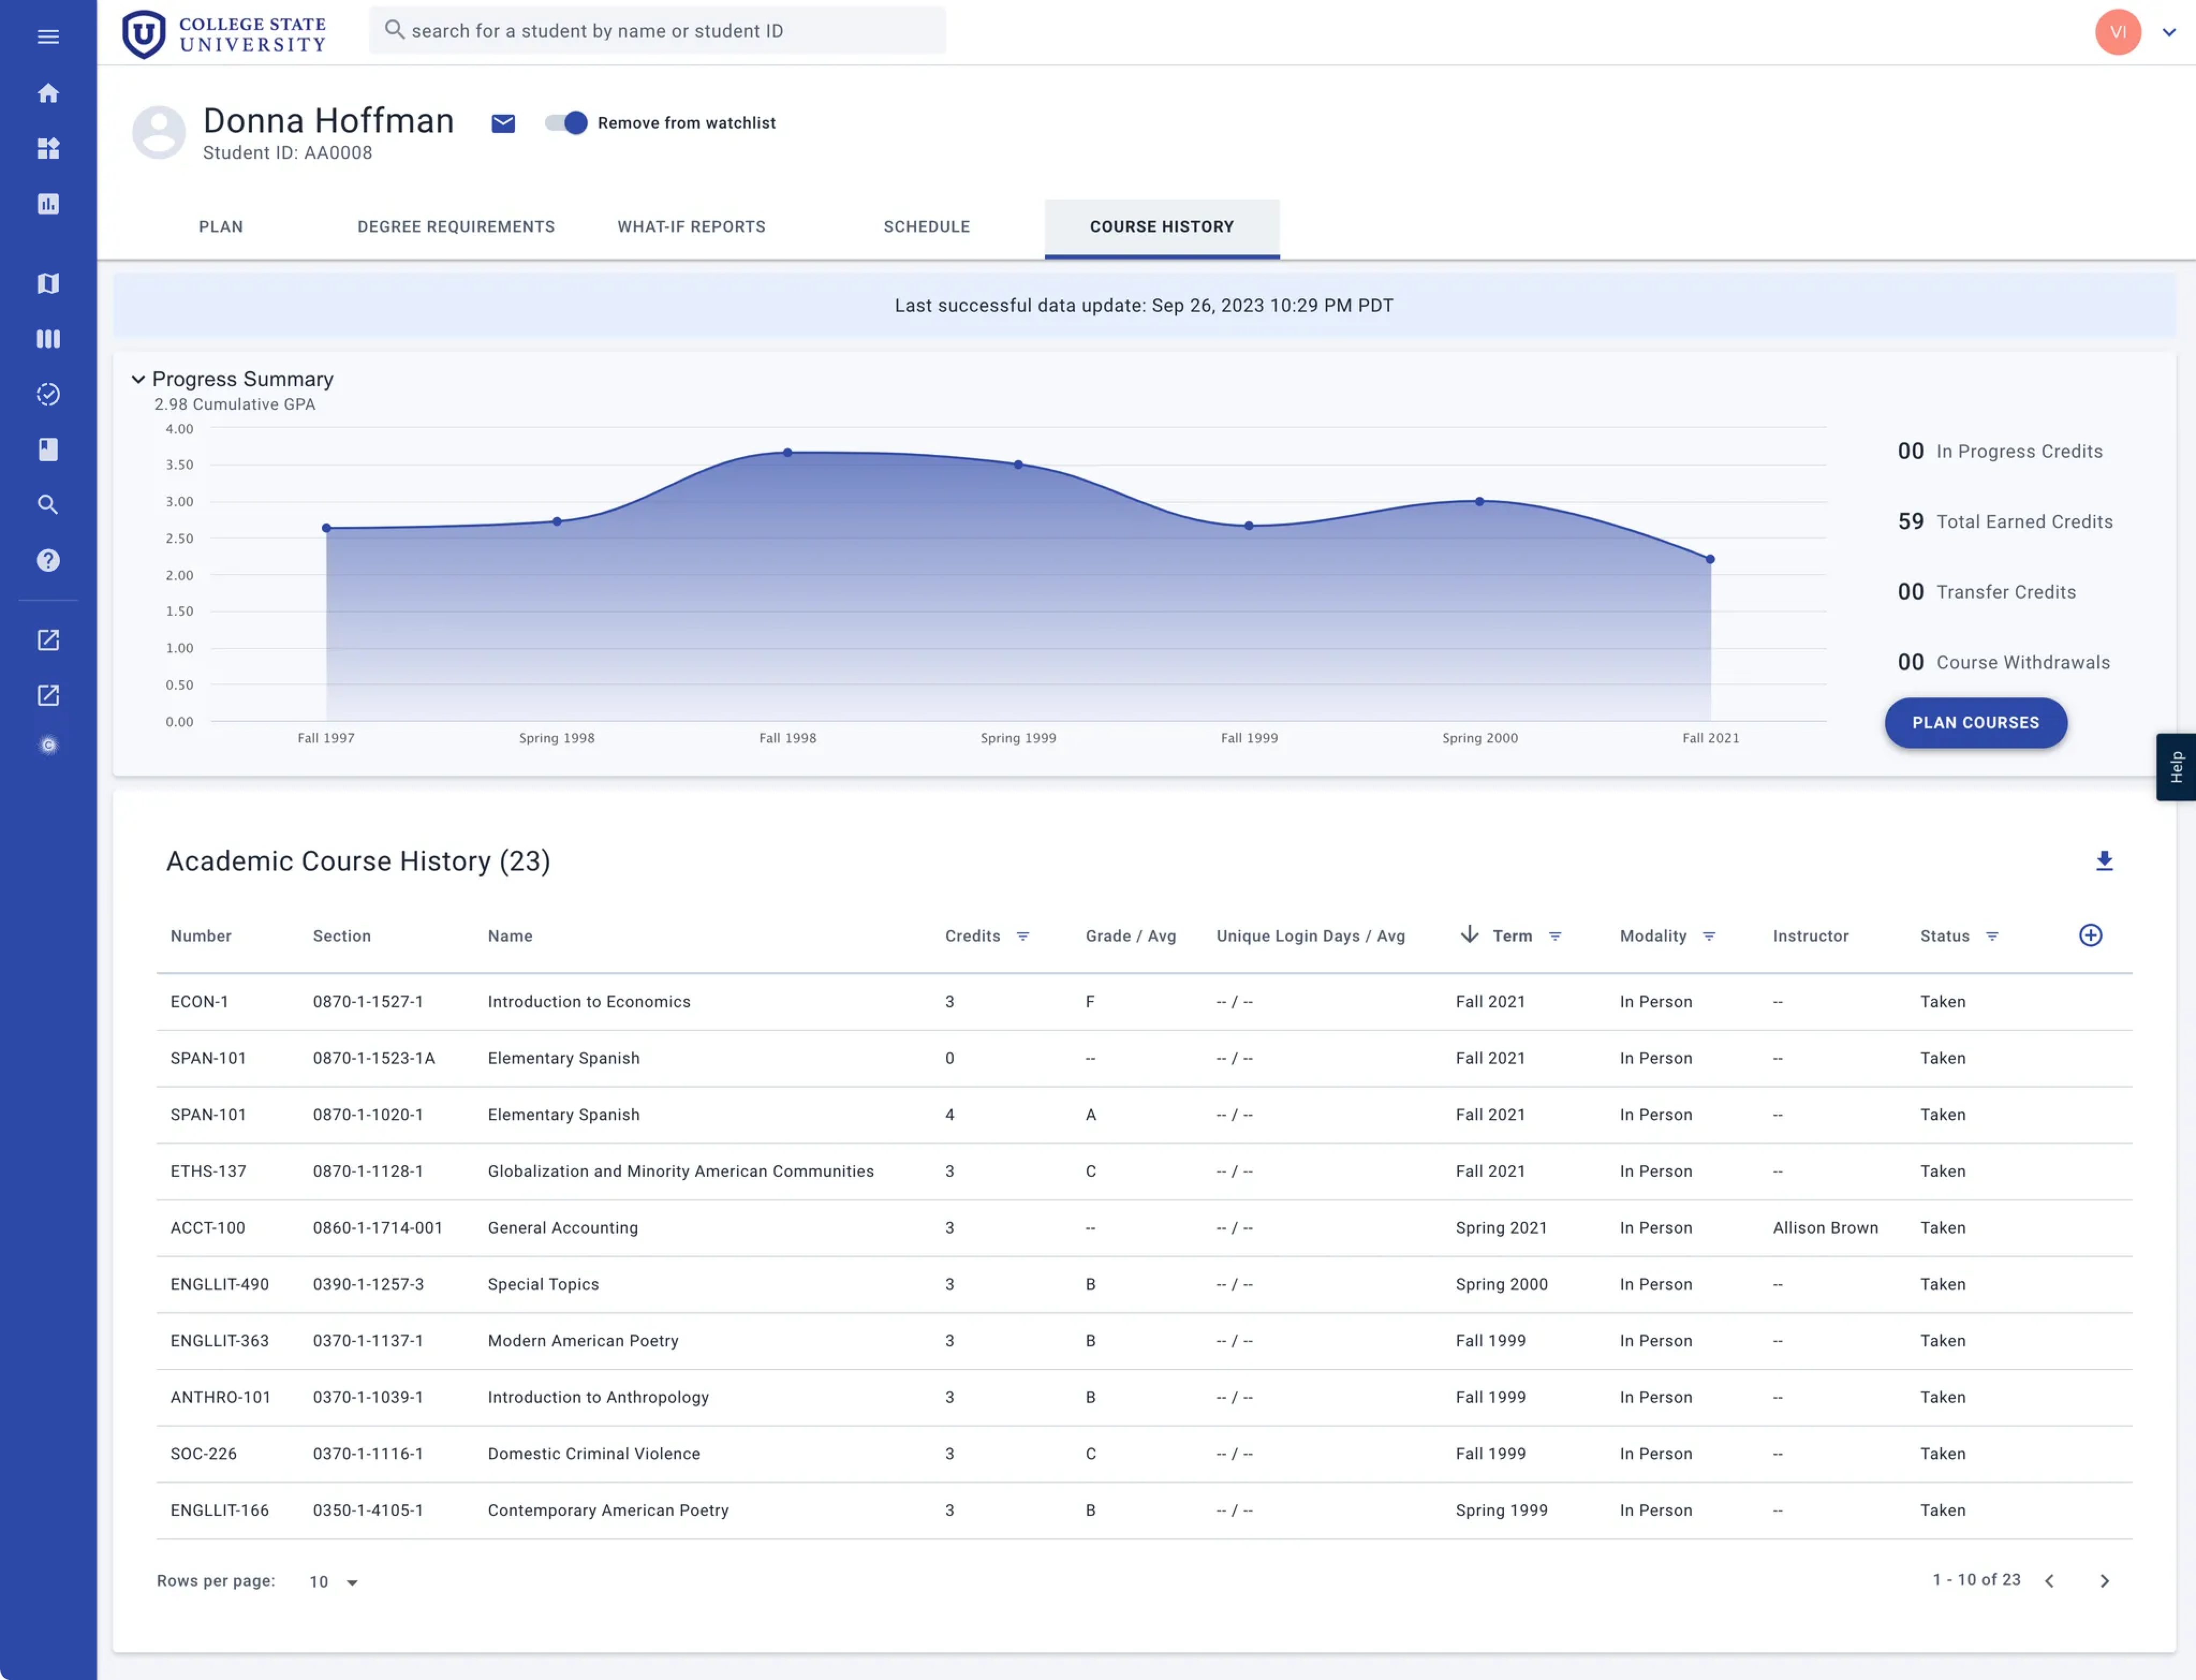 COLLEGE STATE
UNIVERSITY
search for a student by name or student ID
VI
Donna Hoffman
Remove from watchlist
Student ID: AA0008
PLAN DEGREE REQUIREMENTS WHAT-IF REPORTS SCHEDULE COURSE HISTORY
Last successful data update: Sep 26, 2023 10:29 PM PDT
Progress Summary
2.98 Cumulative GPA
4.00
3.50
3.00
2.50
2.00
1.50
1.00
0.50
0.00
Fall 1997 Spring 1998 Fall 1998 Spring 1999 Fall 1999 Spring 2000 Fall 2021
00 In Progress Credits
59 Total Earned Credits
00 Transfer Credits
00 Course Withdrawals
PLAN COURSES
Help
Academic Course History (23)
Number Section Name Credits Grade / Avg Unique Login Days / Avg Term Modality Instructor Status
ECON-1 0870-1-1527-1 Introduction to Economics 3 F -- / -- Fall 2021 In Person -- Taken
SPAN-101 0870-1-1523-1A Elementary Spanish 0 -- -- / -- Fall 2021 In Person -- Taken
SPAN-101 0870-1-1020-1 Elementary Spanish 4 A -- / -- Fall 2021 In Person -- Taken
ETHS-137 0870-1-1128-1 Globalization and Minority American Communities 3 C -- / -- Fall 2021 In Person -- Taken
ACCT-100 0860-1-1714-001 General Accounting 3 -- -- / -- Spring 2021 In Person Allison Brown Taken
ENGLLIT-490 0390-1-1257-3 Special Topics 3 B -- / -- Spring 2000 In Person -- Taken
ENGLLIT-363 0370-1-1137-1 Modern American Poetry 3 B -- / -- Fall 1999 In Person -- Taken
ANTHRO-101 0370-1-1039-1 Introduction to Anthropology 3 B -- / -- Fall 1999 In Person -- Taken
SOC-226 0370-1-1116-1 Domestic Criminal Violence 3 C -- / -- Fall 1999 In Person -- Taken
ENGLLIT-166 0350-1-4105-1 Contemporary American Poetry 3 B -- / -- Spring 1999 In Person -- Taken
Rows per page: 10
1 - 10 of 23